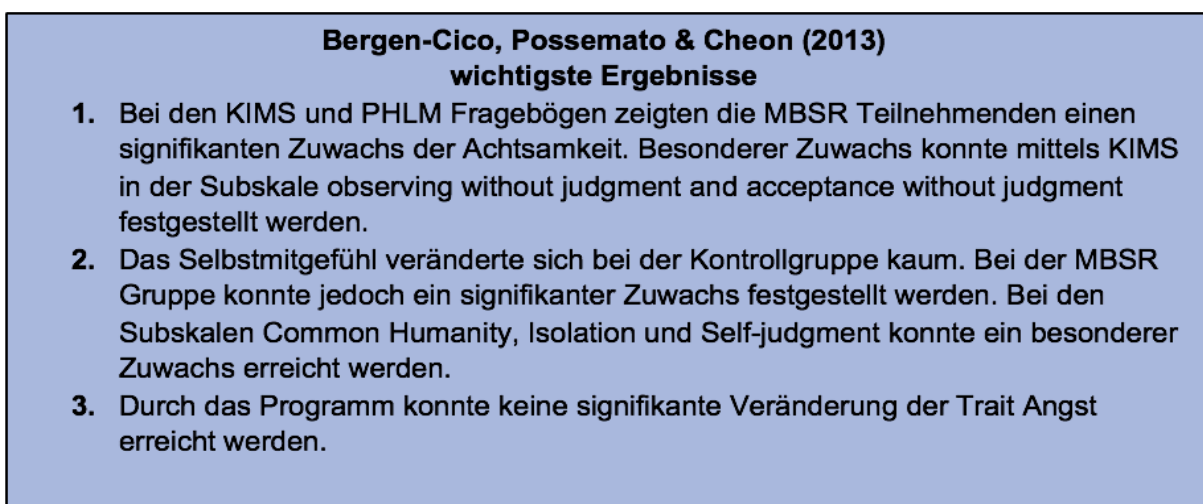 Bergen-Cico, Possemato & Cheon (2013)
wichtigste Ergebnisse
1. Bei den KIMS und PHLM Fragebögen zeigten die MBSR Teilnehmenden einen
signifikanten Zuwachs der Achtsamkeit. Besonderer Zuwachs konnte mittels KIMS
in der Subskale observing without judgment and acceptance without judgment
festgestellt werden.
2. Das Selbstmitgefühl veränderte sich bei der Kontrollgruppe kaum. Bei der MBSR
Gruppe konnte jedoch ein signifikanter Zuwachs festgestellt werden. Bei den
Subskalen Common Humanity, Isolation und Self-judgment konnte ein besonderer
Zuwachs erreicht werden.
3. Durch das Programm konnte keine signifikante Veränderung der Trait Angst
erreicht werden.